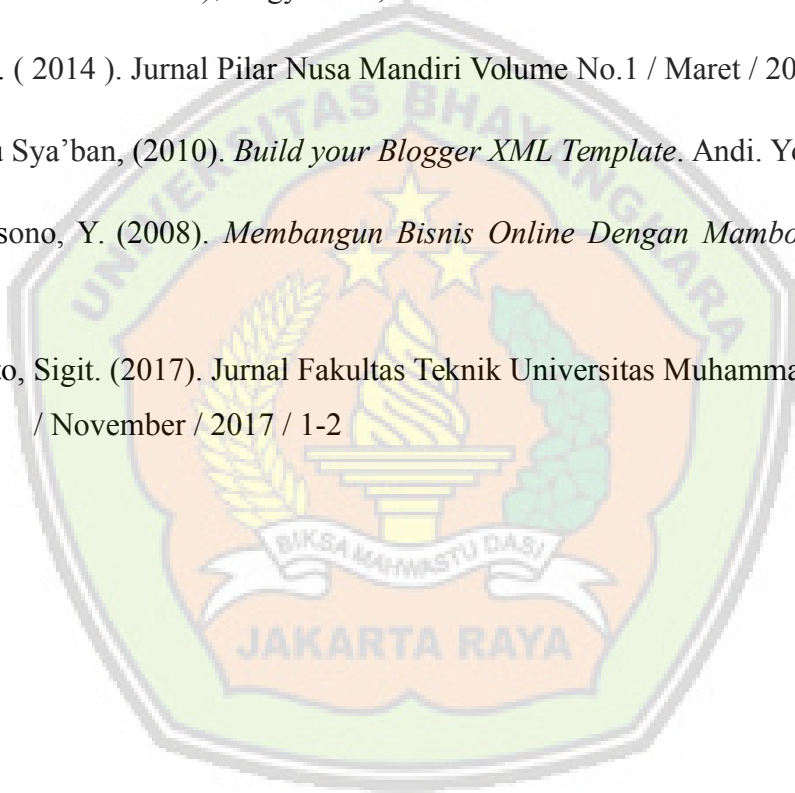 . ( 2014 ). Jurnal Pilar Nusa Mandiri Volume No.1 / Maret / 20
Sya’ban, (2010). Build your Blogger XML Template. Andi. Yo
sono, Y. (2008). Membangun Bisnis Online Dengan Mambo
to, Sigit. (2017). Jurnal Fakultas Teknik Universitas Muhamma
/ November / 2017 / 1-2
UNIVERSITAS BHAYANGKARA
BIKSA MAHWASTU DASI
JAKARTA RAYA